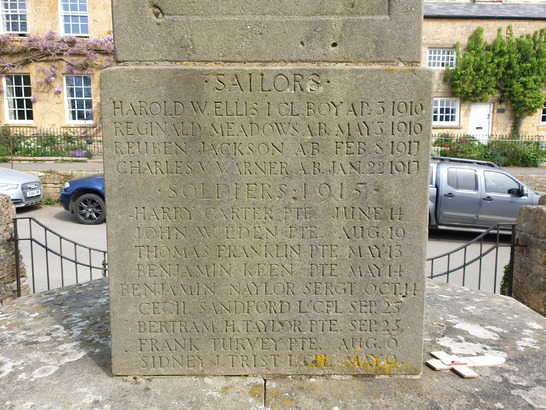 ·SAILORS·
HAROLD W. ELLIS 1 CL. BOY AP. 3 1916
REGINALD MEADOWS A.B. MAY 31 1916
REUBEN JACKSON A.B. FEB. 8 1917
CHARLES V. WARNER A.B. JAN. 22 1917
·SOLDIERS·1915·
HARRY CARTER PTE. JUNE 14
JOHN W. EDEN PTE. AUG. 19
THOMAS FRANKLIN PTE. MAY 13
BENJAMIN KEEN PTE. MAY 14
BENJAMIN NAYLOR SERGT. OCT. 14
CECIL SANDFORD L. CPL. SEP. 25
BERTRAM H. TAYLOR PTE. SEP. 25
FRANK TURVEY PTE. AUG. 6
SIDNEY J. TRIST MAY 9